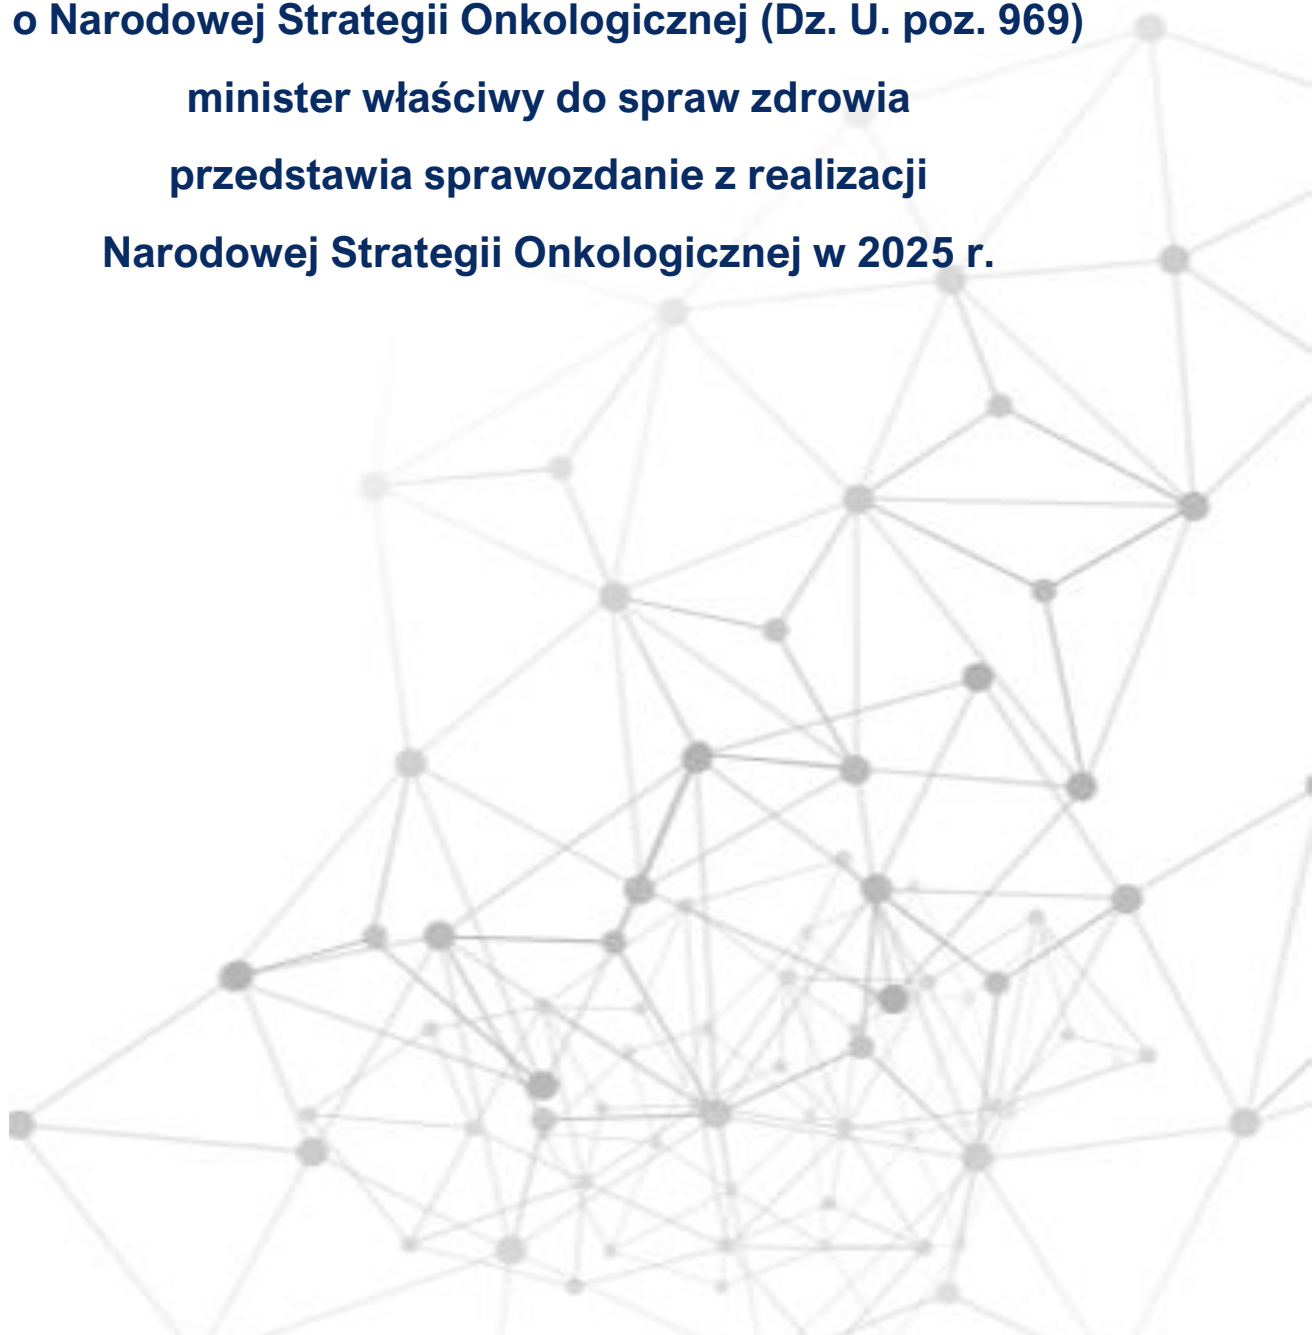 o Narodowej Strategii Onkologicznej (Dz. U. poz. 969)
minister właściwy do spraw zdrowia
przedstawia sprawozdanie z realizacji
Narodowej Strategii Onkologicznej w 2025 r.